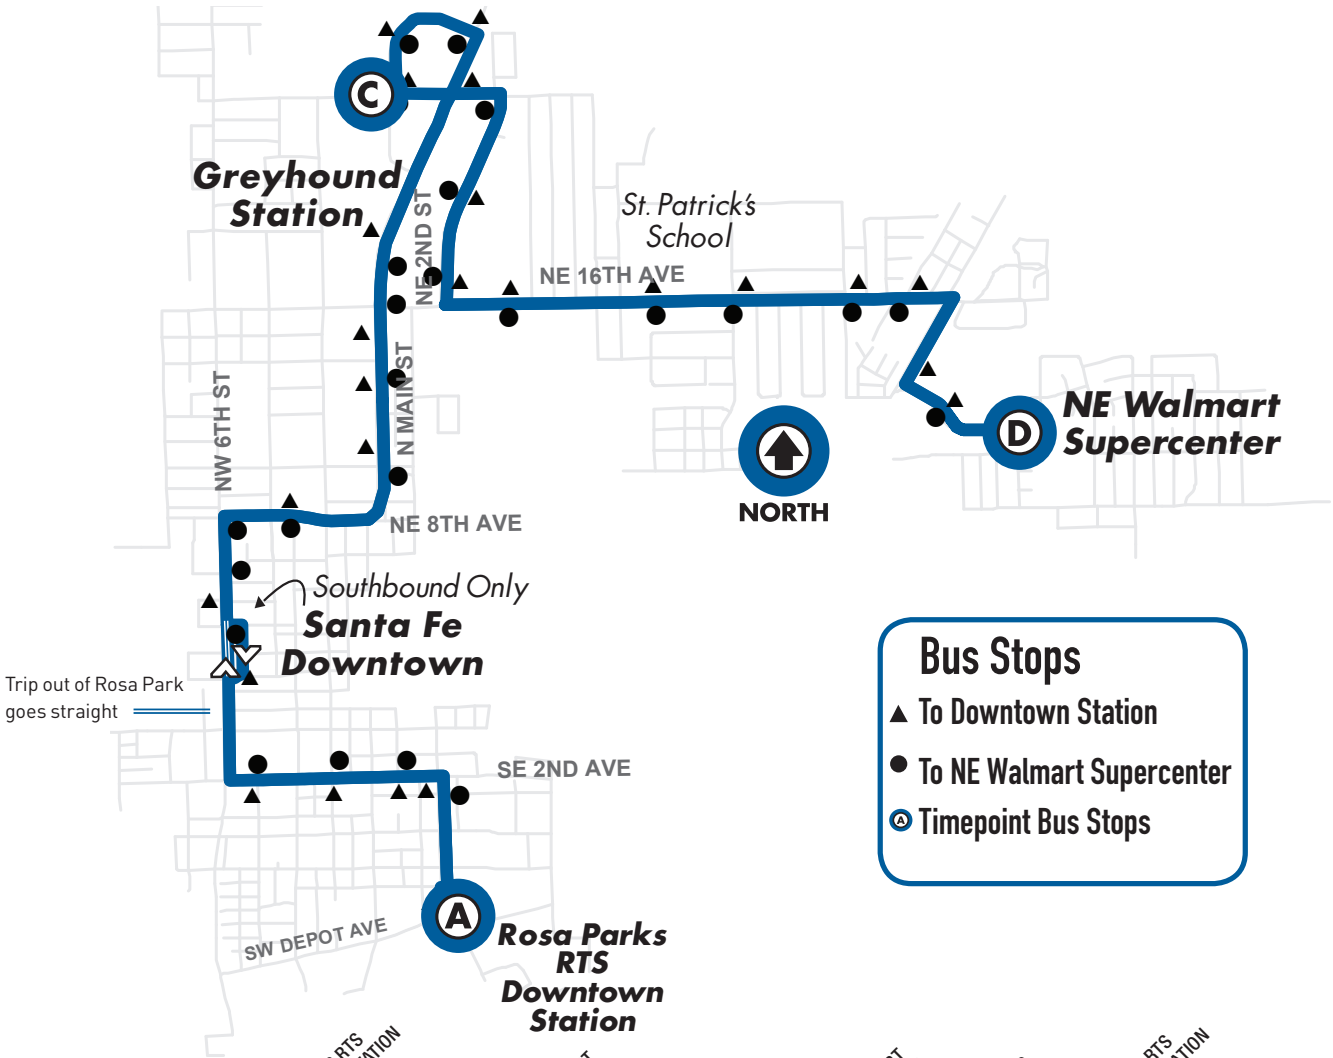 C
Greyhound
Station
NE 2ND ST
St. Patrick's
School
NE 16TH AVE
N MAIN ST
NW 6TH ST
NE Walmart
Supercenter
D
NORTH
NE 8TH AVE
Southbound Only
Santa Fe
Downtown
Trip out of Rosa Park
goes straight
Bus Stops
To Downtown Station
To NE Walmart Supercenter
A Timepoint Bus Stops
SE 2ND AVE
A
SW DEPOT AVE
Rosa Parks
RTS
Downtown
Station